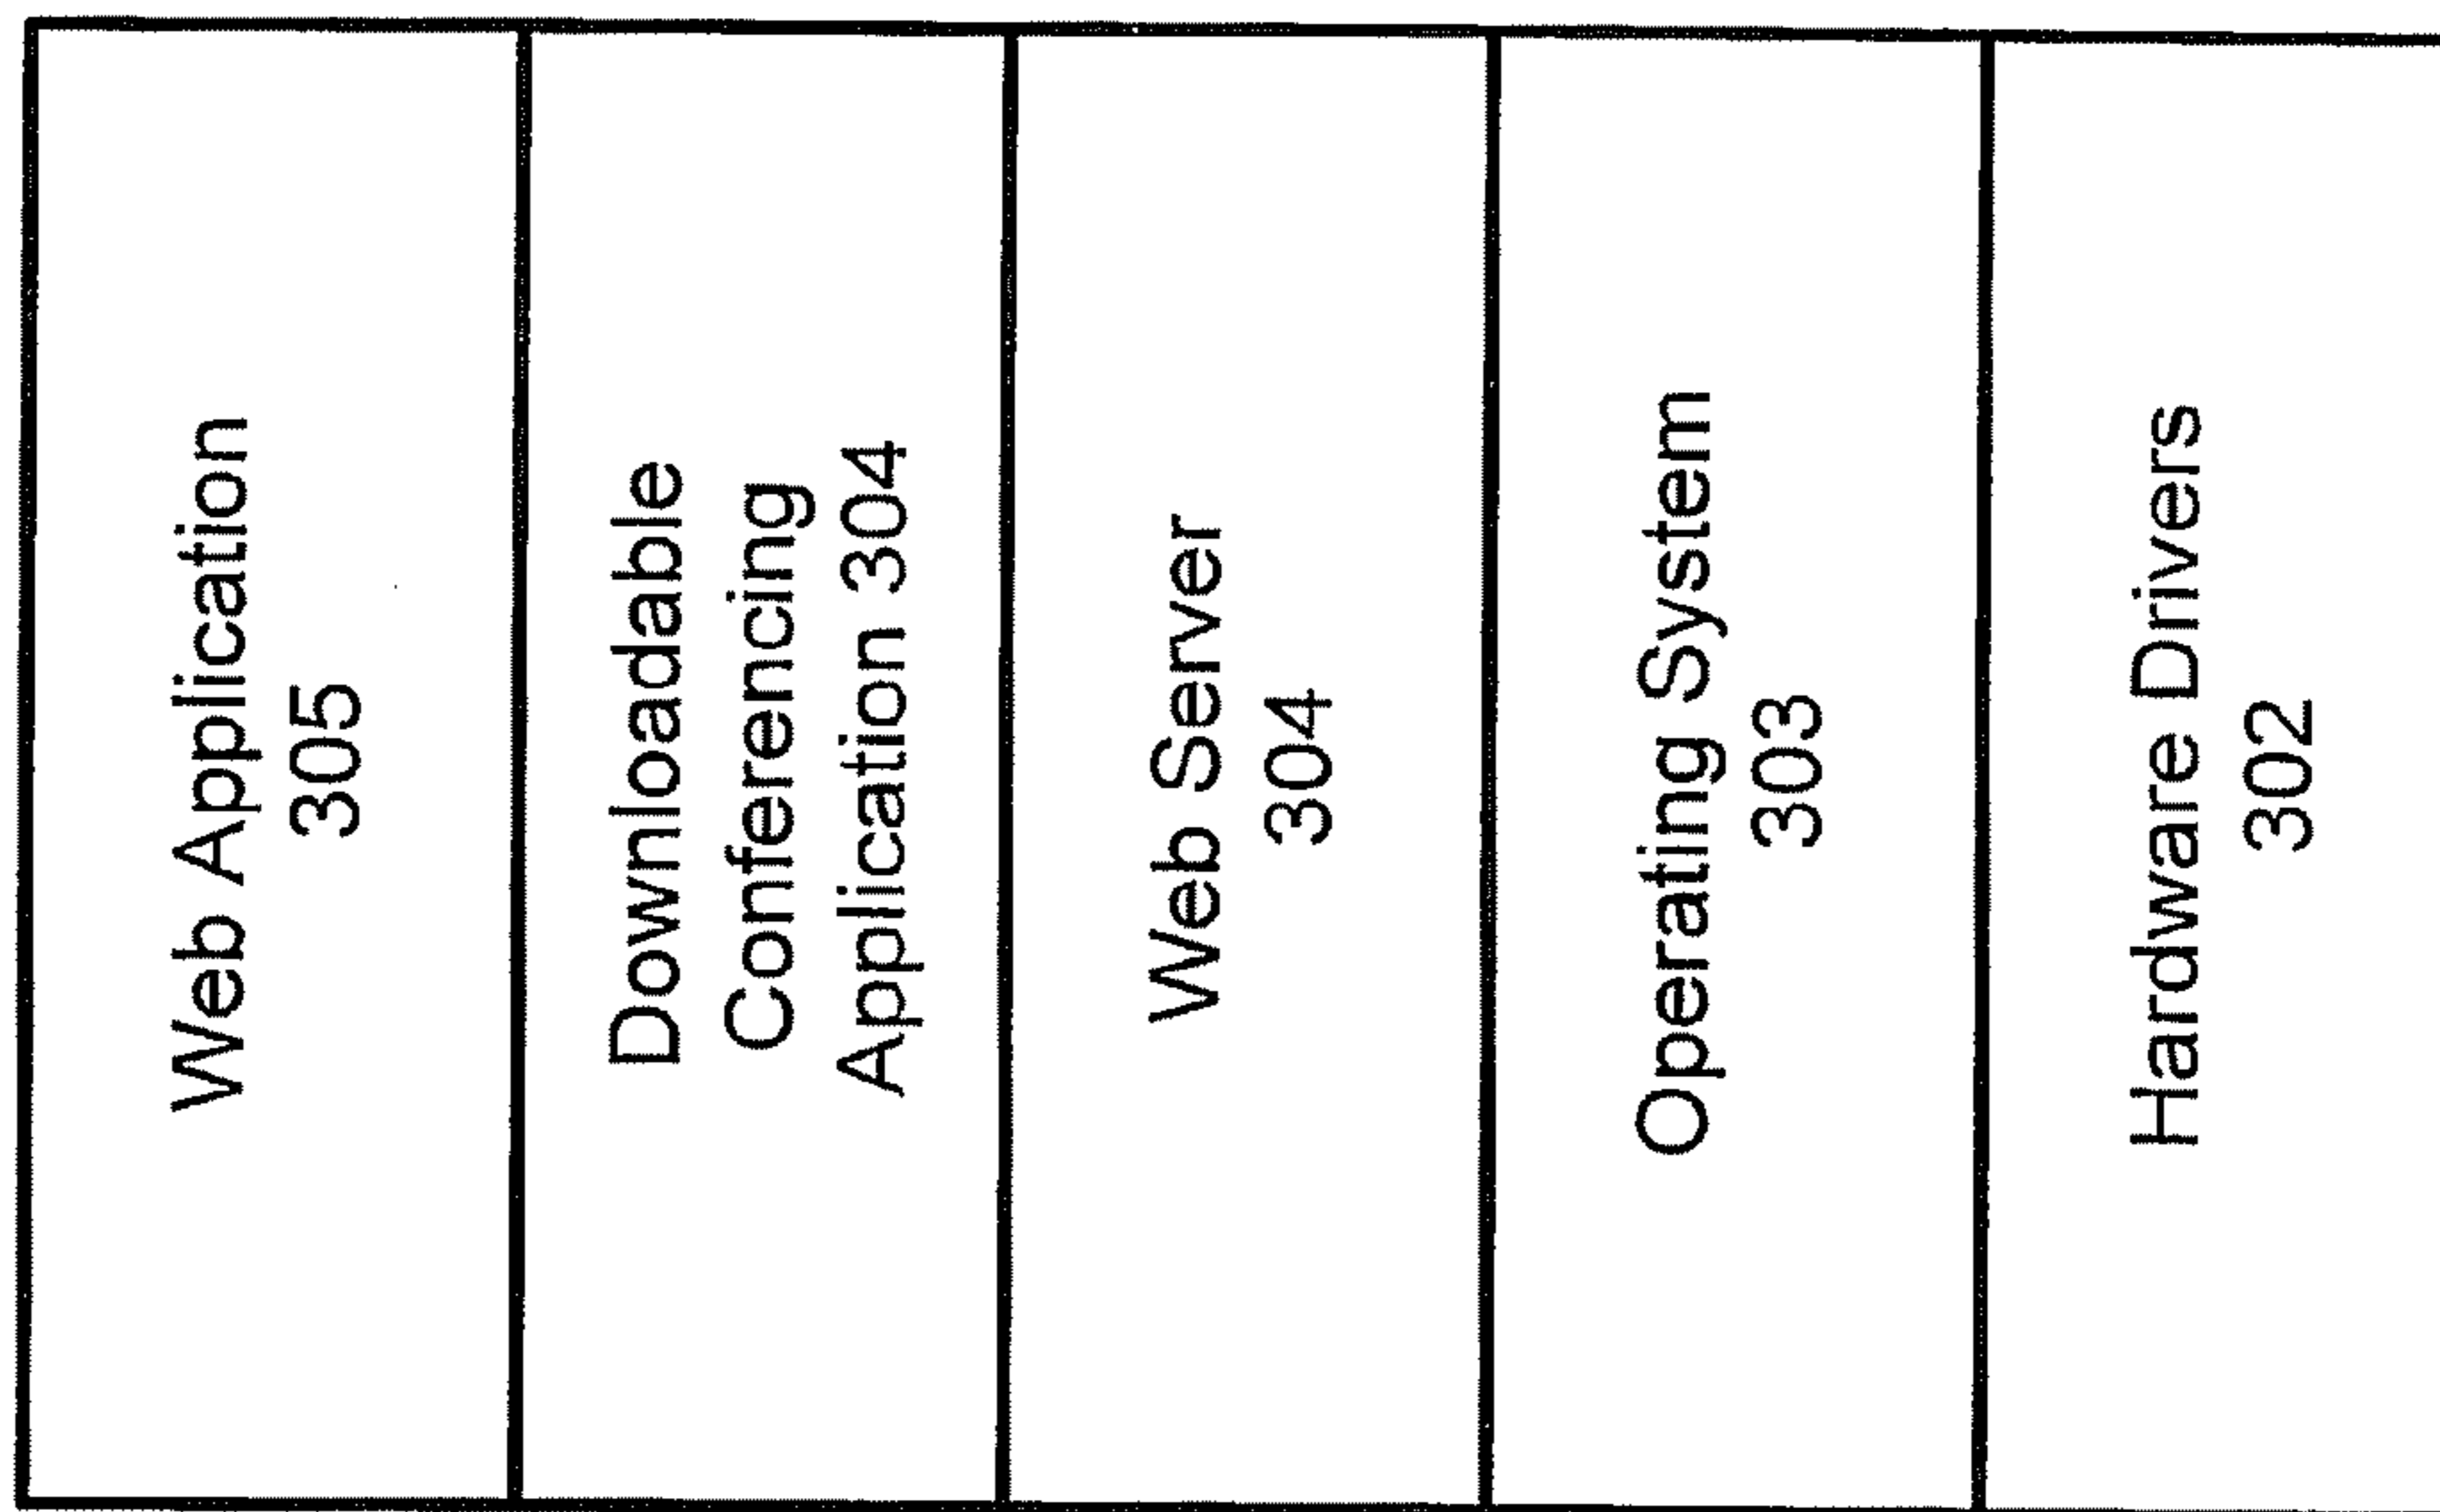 Web Application
305
Downloadable
Conferencing
Application 304
Web Server
304
Operating System
303
Hardware Drivers
302